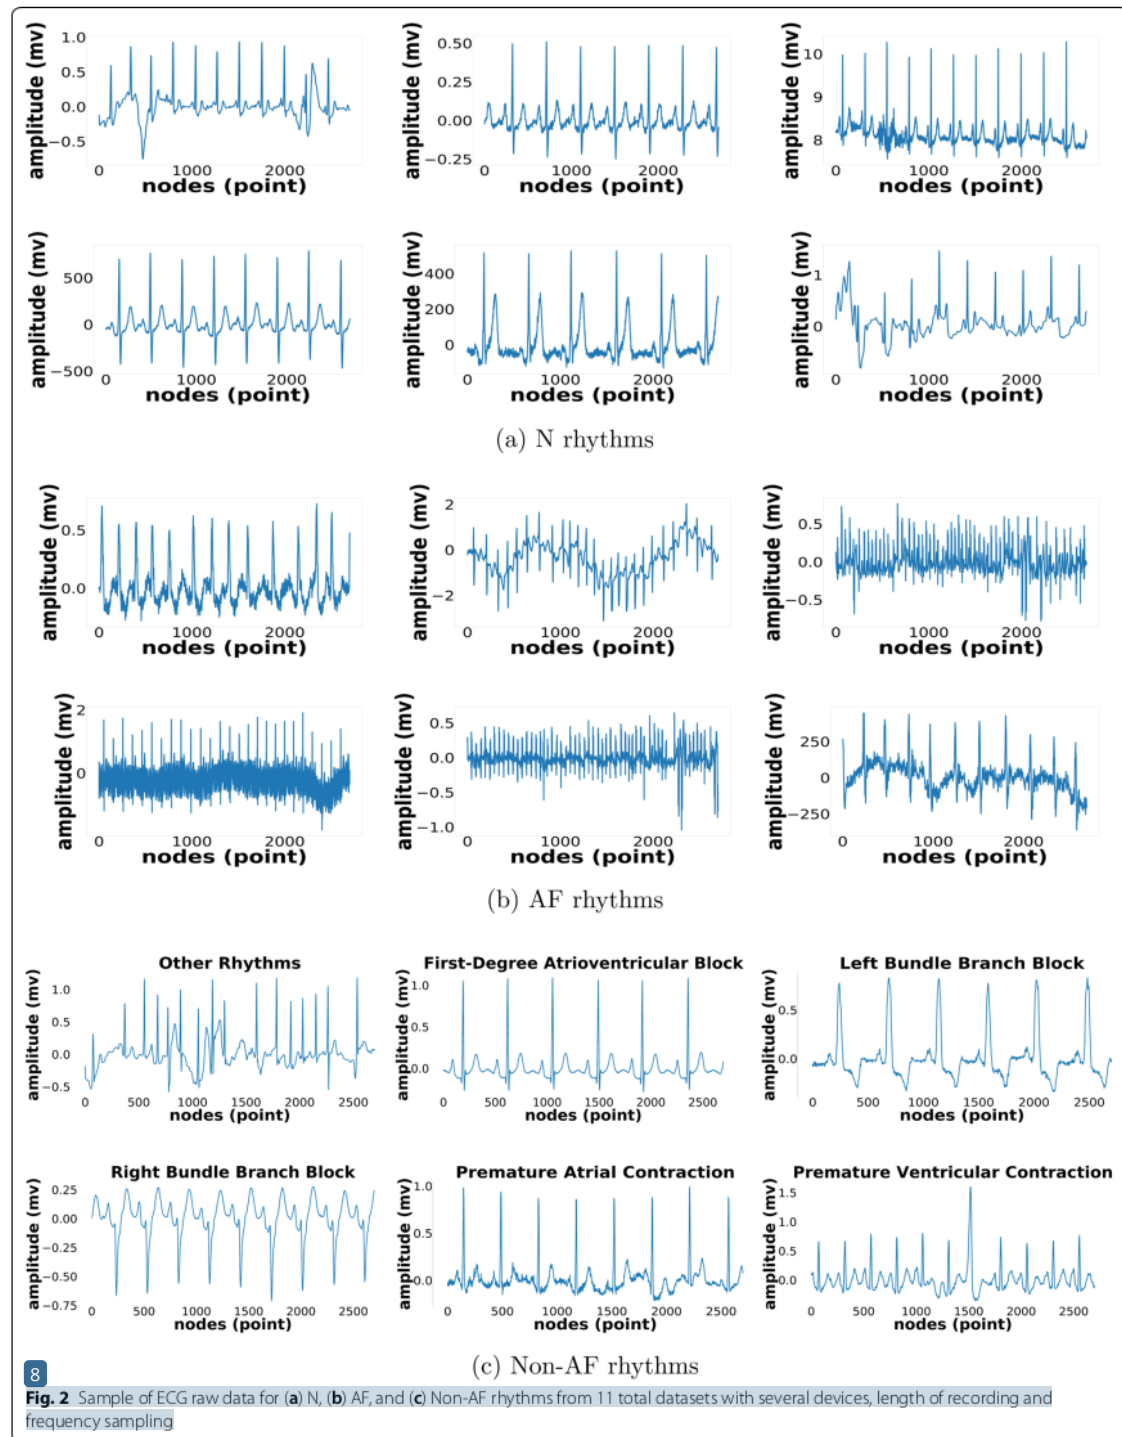 amplitude (mv)
1.0
0.5
0.0
−0.5
0 1000 2000
nodes (point)
amplitude (mv)
0.50
0.25
0.00
−0.25
0 1000 2000
nodes (point)
amplitude (mv)
10
9
8
0 1000 2000
nodes (point)
amplitude (mv)
500
0
−500
0 1000 2000
nodes (point)
amplitude (mv)
400
200
0
0 1000 2000
nodes (point)
amplitude (mv)
1
0
0 1000 2000
nodes (point)
(a) N rhythms
amplitude (mv)
0.5
0.0
0 1000 2000
nodes (point)
amplitude (mv)
2
0
−2
0 1000 2000
nodes (point)
amplitude (mv)
0.5
0.0
−0.5
0 1000 2000
nodes (point)
amplitude (mv)
2
0
0 1000 2000
nodes (point)
amplitude (mv)
0.5
0.0
−0.5
−1.0
0 1000 2000
nodes (point)
amplitude (mv)
250
0
−250
0 1000 2000
nodes (point)
(b) AF rhythms
Other Rhythms
amplitude (mv)
1.0
0.5
0.0
−0.5
0 500 1000 1500 2000 2500
nodes (point)
First-Degree Atrioventricular Block
amplitude (mv)
1.0
0.5
0.0
0 500 1000 1500 2000 2500
nodes (point)
Left Bundle Branch Block
amplitude (mv)
0.5
0.0
0 500 1000 1500 2000 2500
nodes (point)
Right Bundle Branch Block
amplitude (mv)
0.25
0.00
−0.25
−0.50
−0.75
0 500 1000 1500 2000 2500
nodes (point)
Premature Atrial Contraction
amplitude (mv)
1.0
0.5
0.0
0 500 1000 1500 2000 2500
nodes (point)
Premature Ventricular Contraction
amplitude (mv)
1.5
1.0
0.5
0.0
0 500 1000 1500 2000 2500
nodes (point)
(c) Non-AF rhythms
8
Fig. 2 Sample of ECG raw data for (a) N, (b) AF, and (c) Non-AF rhythms from 11 total datasets with several devices, length of recording and
frequency sampling